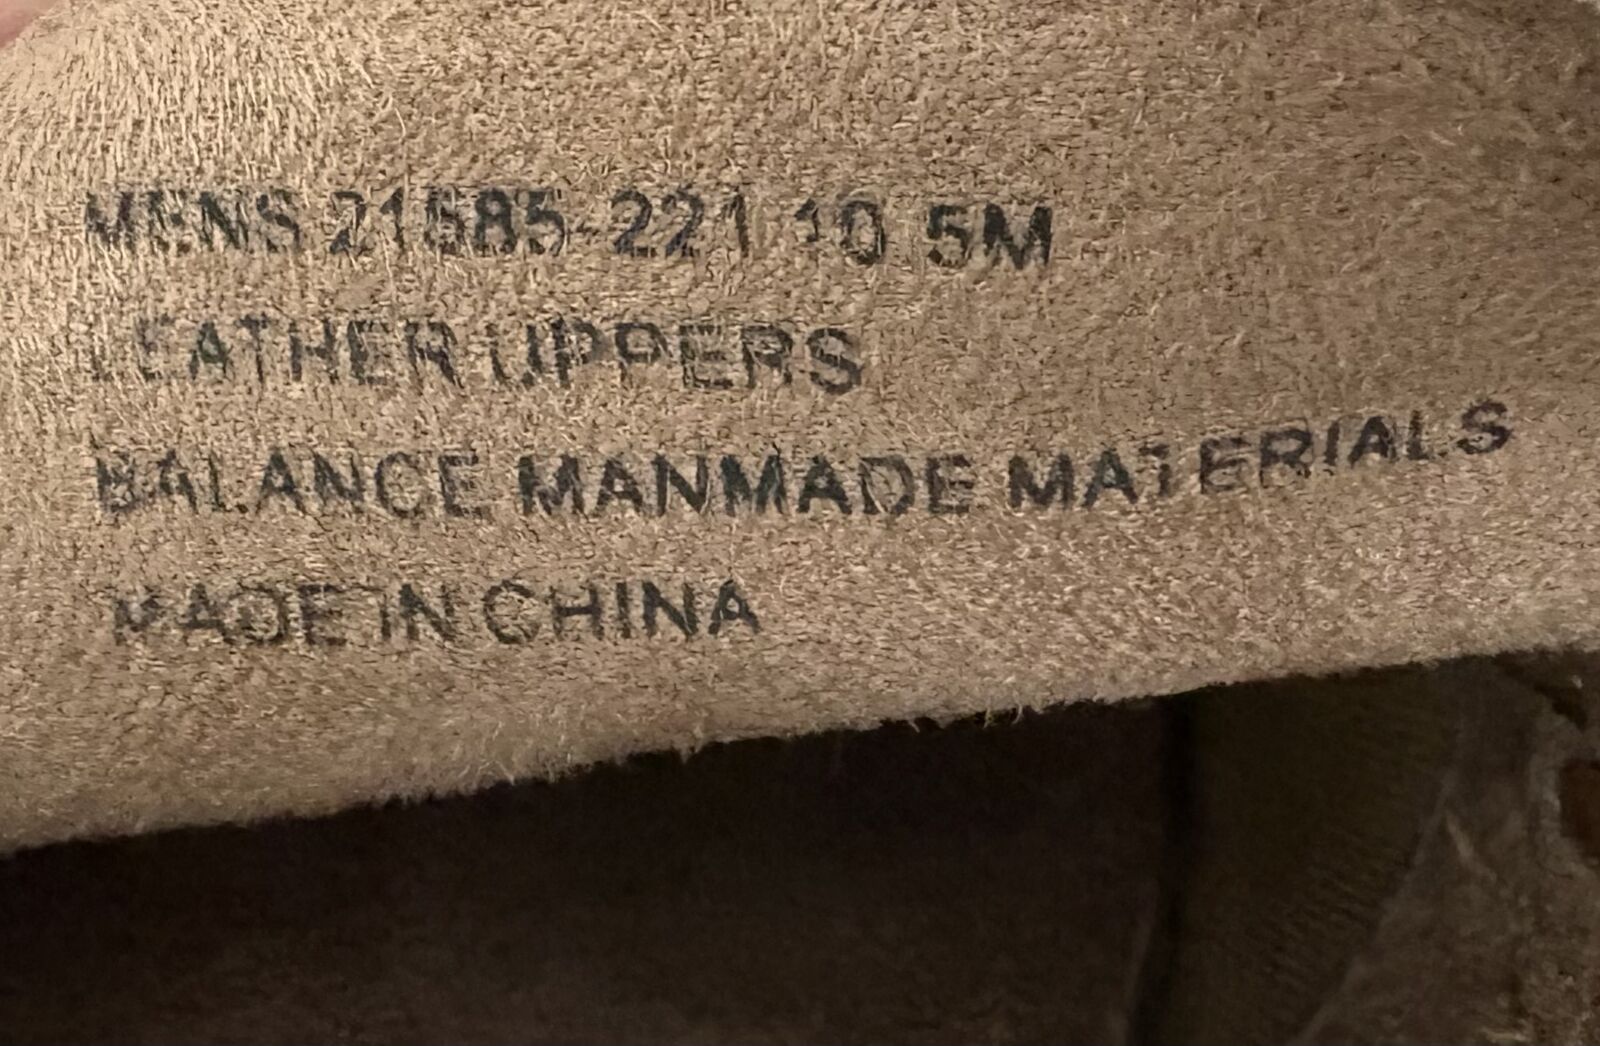 MENS 21585-221 10.5M
LEATHER UPPERS
BALANCE MANMADE MATERIALS
MADE IN CHINA